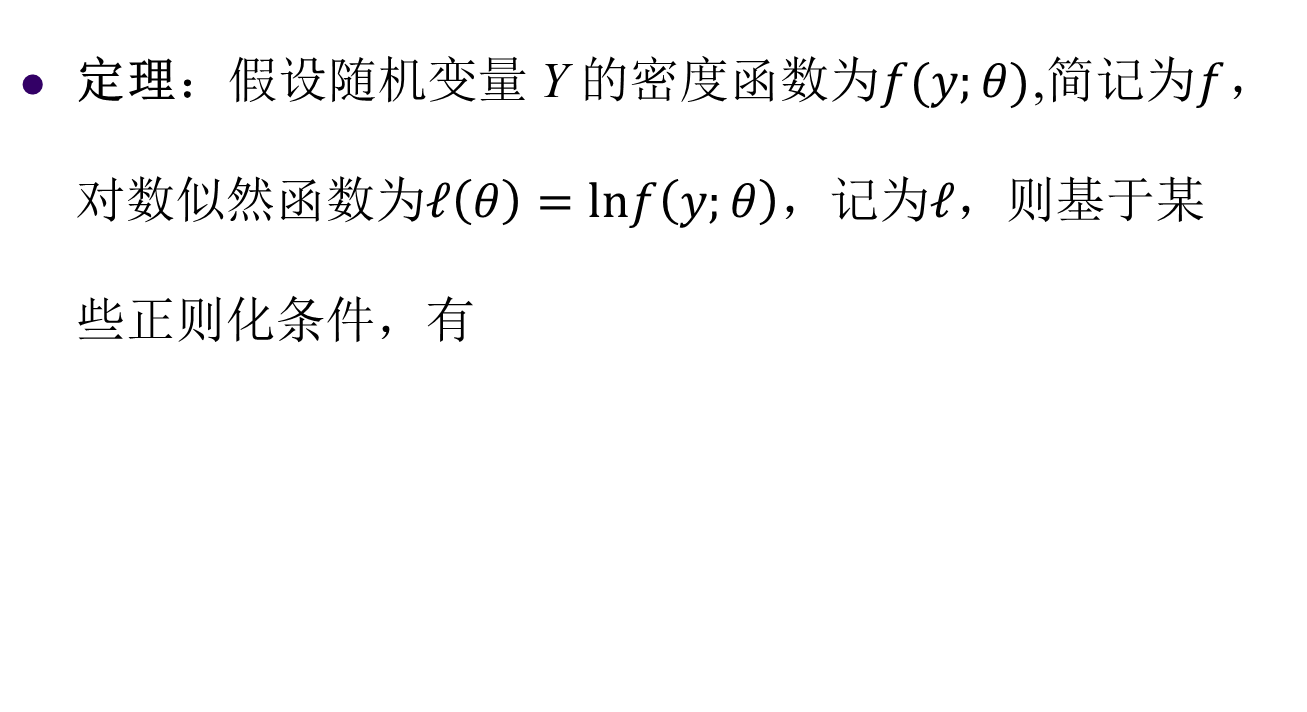 • 定理：假设随机变量 Y 的密度函数为f(y; θ),简记为f，
对数似然函数为ℓ(θ) = lnf(y; θ)，记为ℓ，则基于某
些正则化条件，有